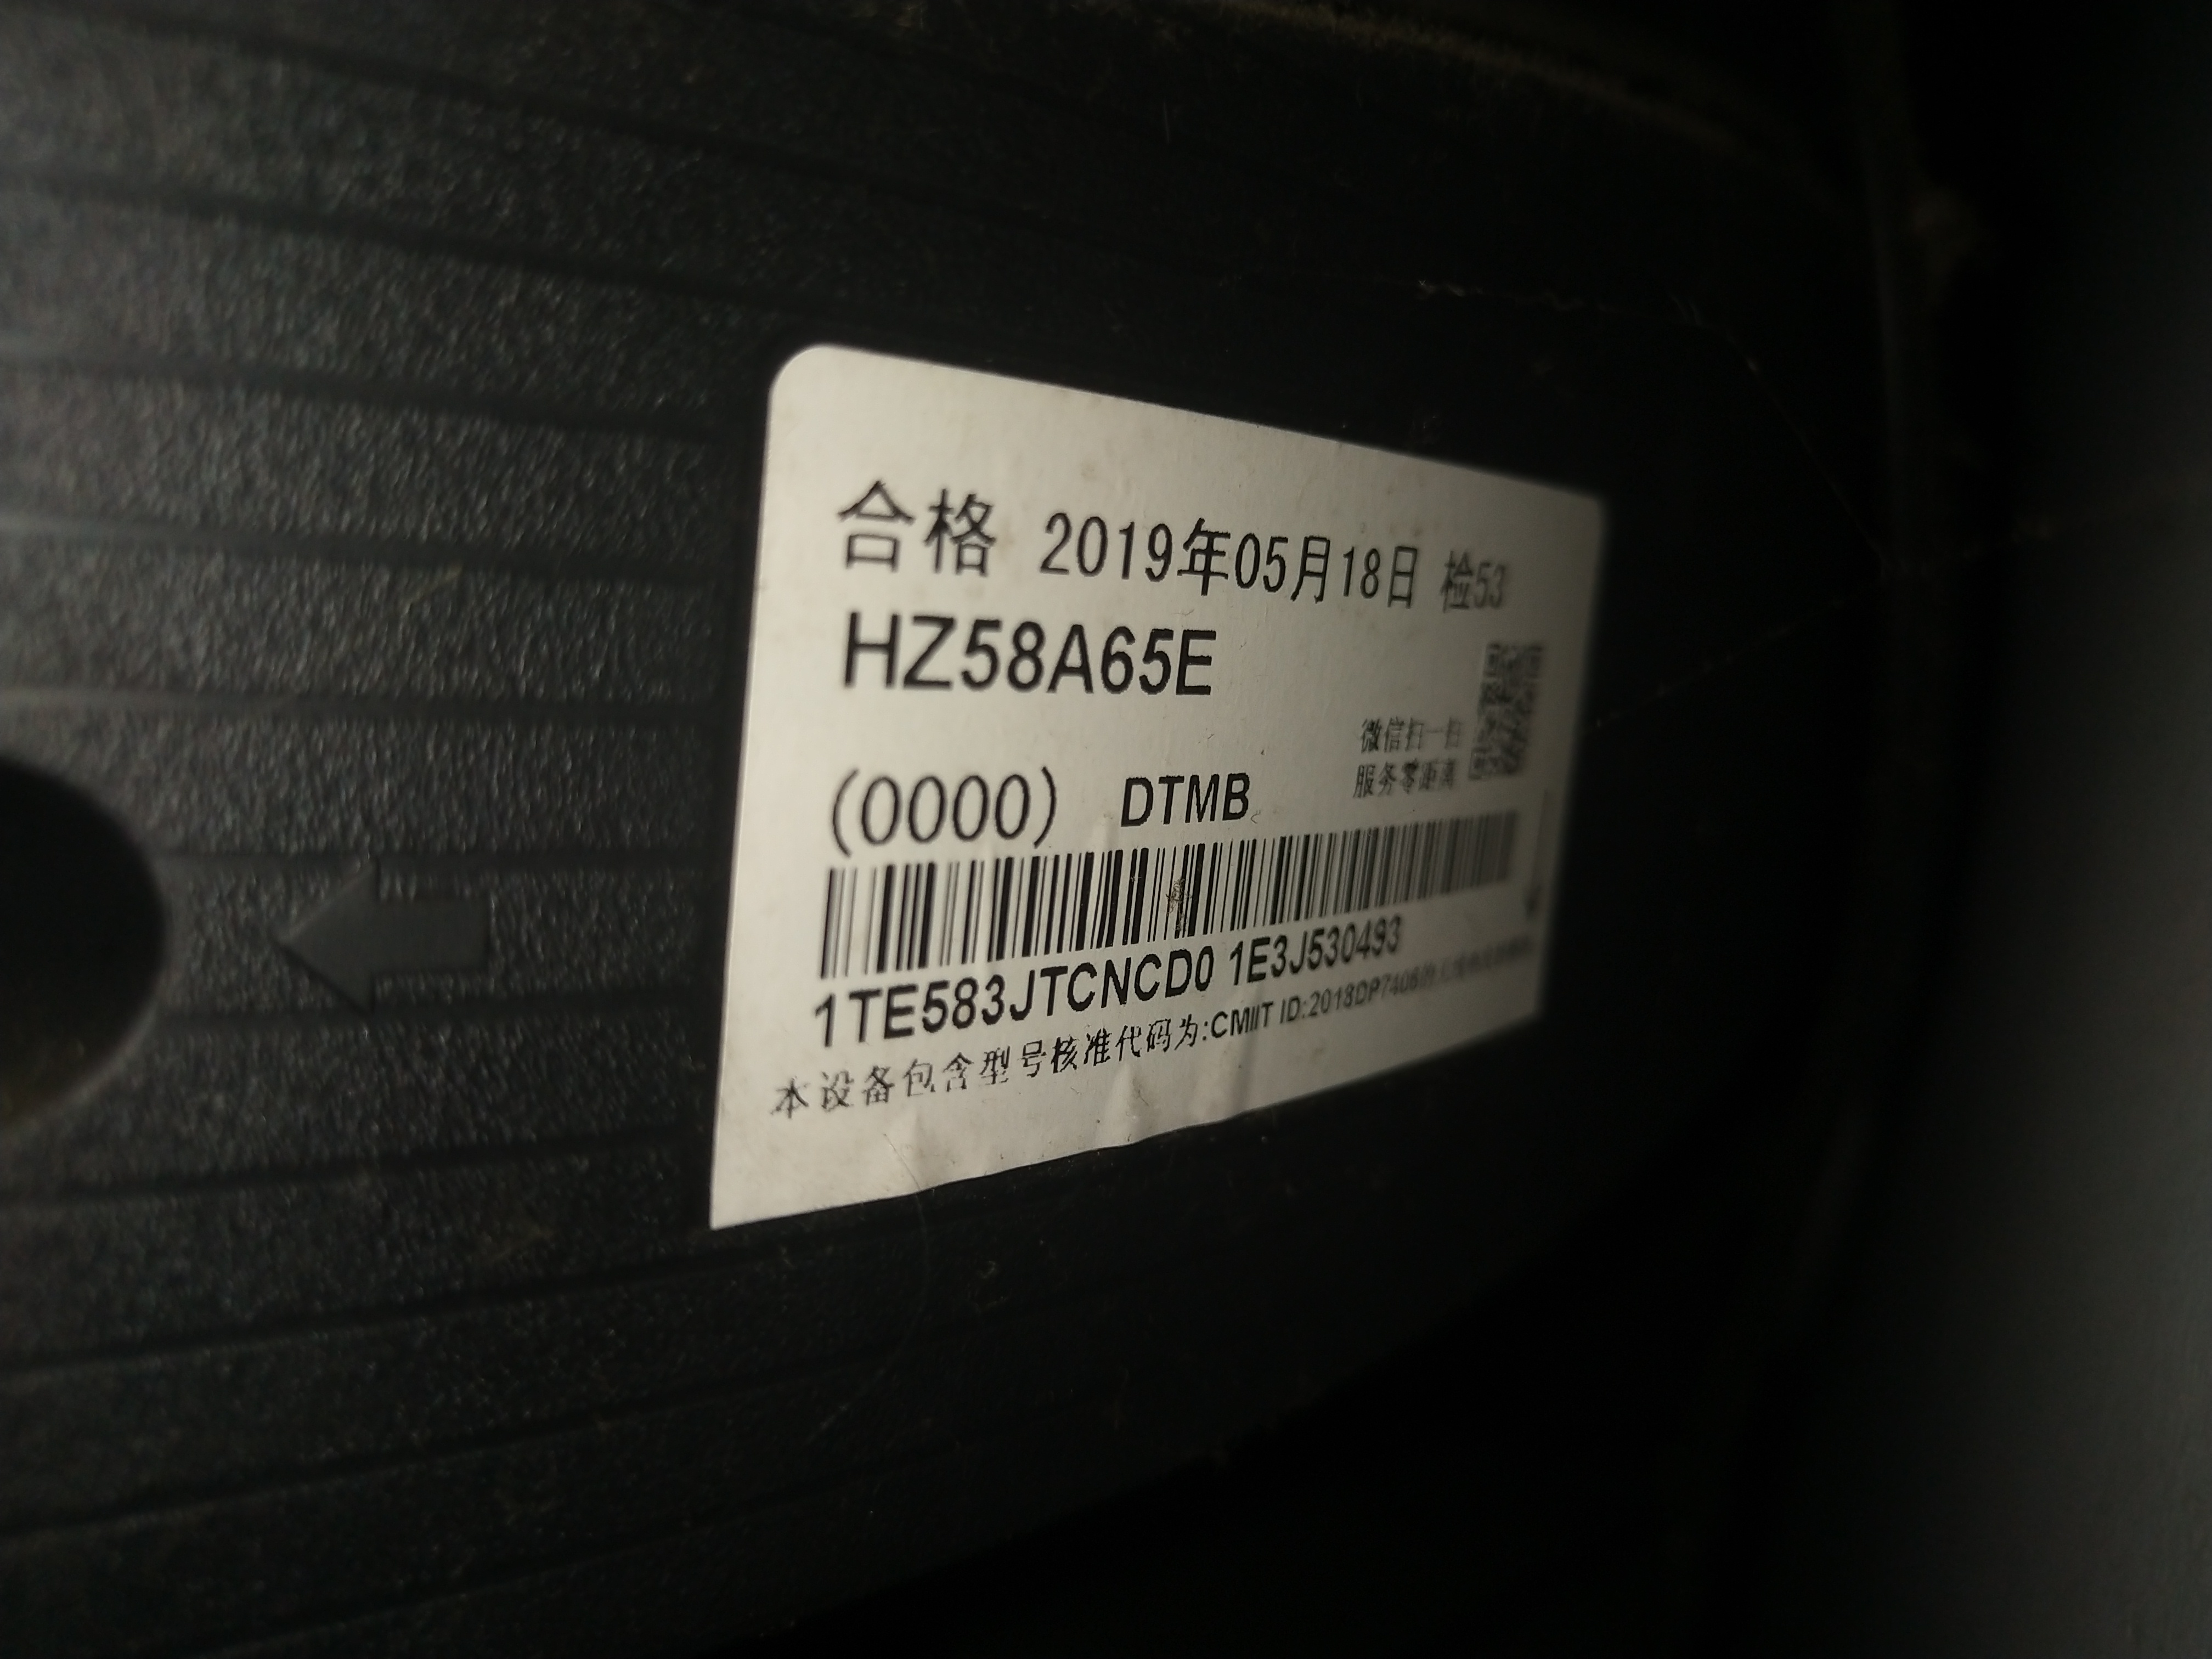 合格 2019年05月18日 检53
HZ58A65E
微信扫一扫
服务零距离
(0000) DTMB
1TE583JTCNCD0 1E3J530493
本设备包含型号核准代码为:CMIIT ID:2018DP7406